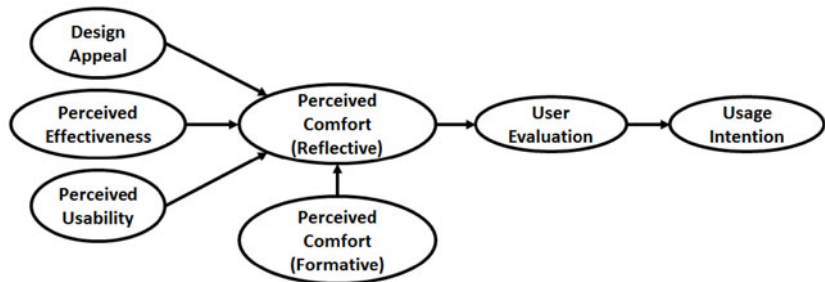 Design
Appeal
Perceived
Effectiveness
Perceived
Usability
Perceived
Comfort
(Reflective)
Perceived
Comfort
(Formative)
User
Evaluation
Usage
Intention